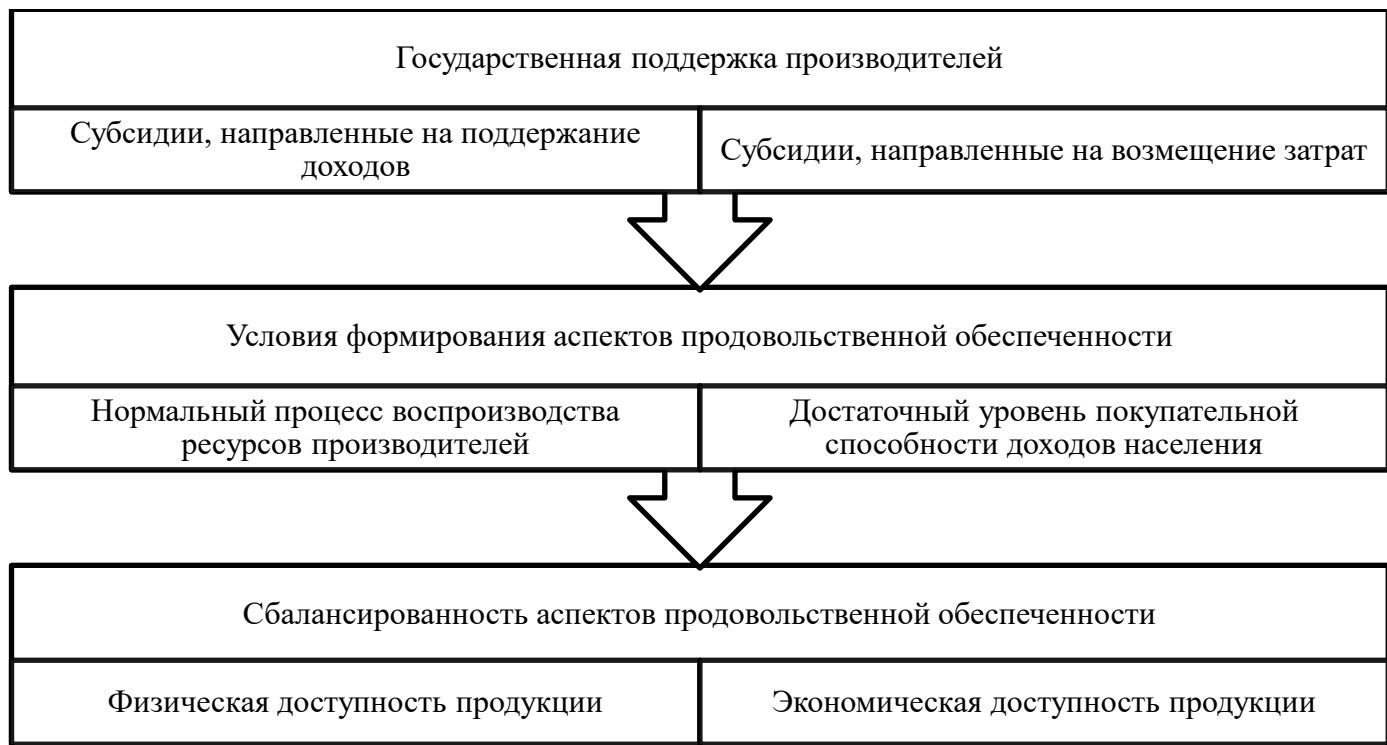 Государственная поддержка производителей
Субсидии, направленные на поддержание
доходов
Субсидии, направленные на возмещение затрат
Условия формирования аспектов продовольственной обеспеченности
Нормальный процесс воспроизводства
ресурсов производителей
Достаточный уровень покупательной
способности доходов населения
Сбалансированность аспектов продовольственной обеспеченности
Физическая доступность продукции
Экономическая доступность продукции